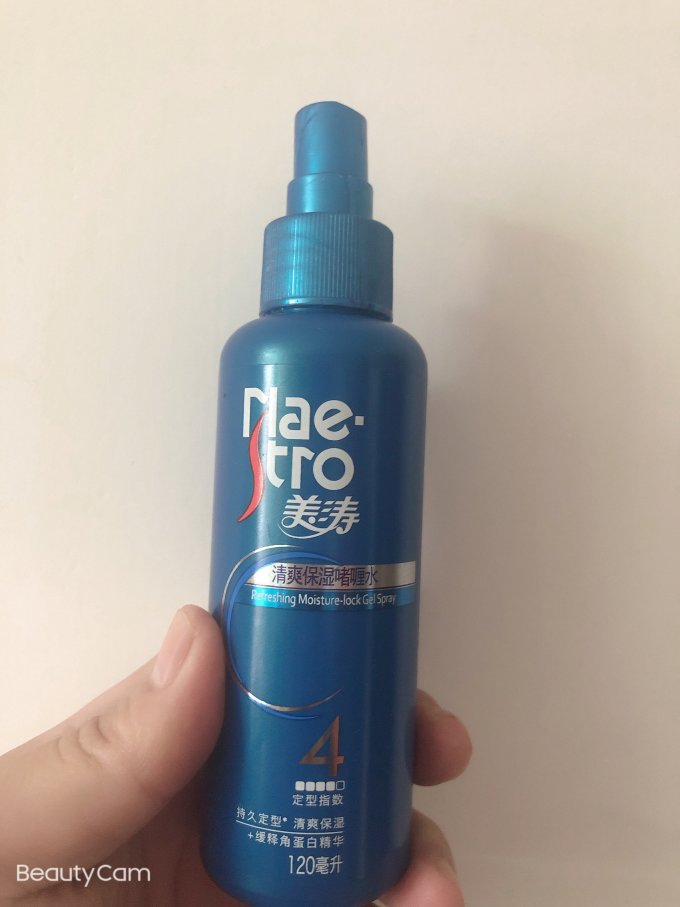 Mae-
stro
美涛
清爽保湿啫喱水
Refreshing Moisture-lock Gel Spray
4
定型指数
持久定型* 清爽保湿
+缓释角蛋白精华
120毫升
BeautyCam